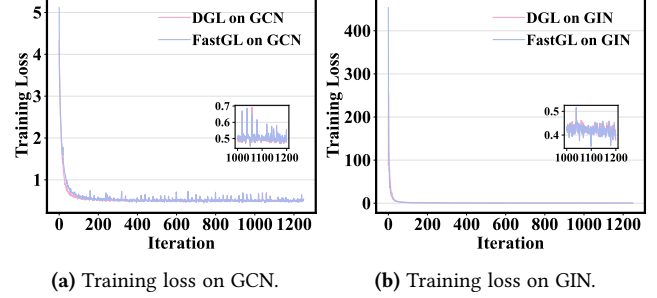 DGL on GCN
FastGL on GCN
Training Loss
5
4
3
2
1
0.7
0.6
0.5
1000 1100 1200
0 200 400 600 800 1000 1200
Iteration
(a) Training loss on GCN.
DGL on GIN
FastGL on GIN
Training Loss
400
300
200
100
0
0.5
0.4
1000 1100 1200
0 200 400 600 800 1000 1200
Iteration
(b) Training loss on GIN.